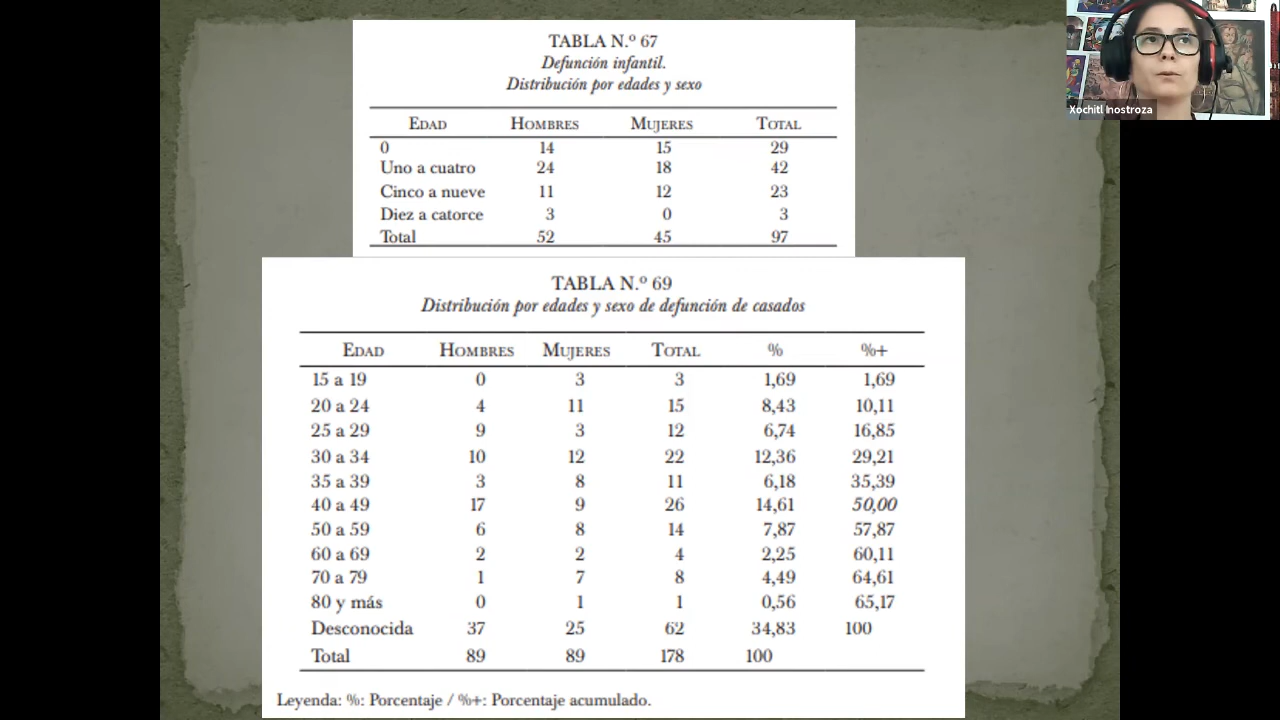 TABLA N.º 67
Defunción infantil.
Distribución por edades y sexo
EDAD HOMBRES MUJERES TOTAL
0 14 15 29
Uno a cuatro 24 18 42
Cinco a nueve 11 12 23
Diez a catorce 3 0 3
Total 52 45 97
TABLA N.º 69
Distribución por edades y sexo de defunción de casados
EDAD HOMBRES MUJERES TOTAL % %+
15 a 19 0 3 3 1,69 1,69
20 a 24 4 11 15 8,43 10,11
25 a 29 9 3 12 6,74 16,85
30 a 34 10 12 22 12,36 29,21
35 a 39 3 8 11 6,18 35,39
40 a 49 17 9 26 14,61 50,00
50 a 59 6 8 14 7,87 57,87
60 a 69 2 2 4 2,25 60,11
70 a 79 1 7 8 4,49 64,61
80 y más 0 1 1 0,56 65,17
Desconocida 37 25 62 34,83 100
Total 89 89 178 100
Leyenda: %: Porcentaje / %+: Porcentaje acumulado.
Xochitl Inostroza